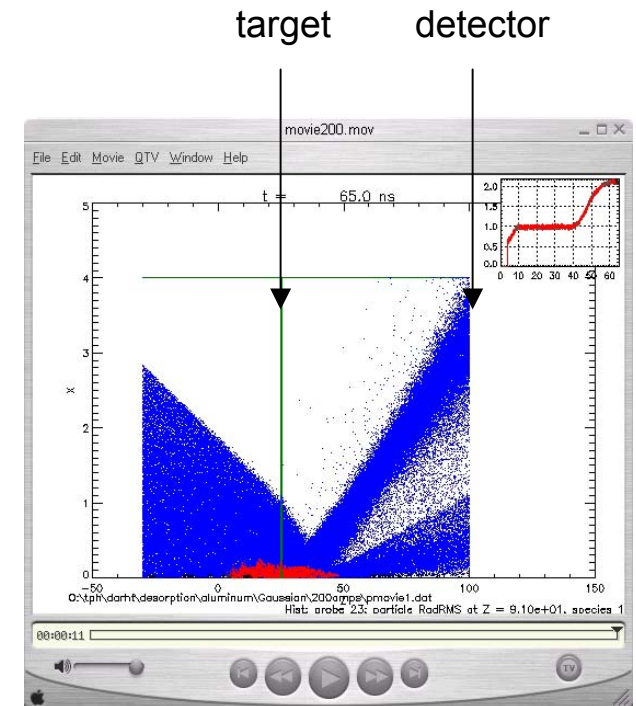 target detector
movie200.mov
File Edit Movie QTV Window Help
t = 65.0 ns
2.0
1.5
1.0
0.5
0.0
0 10 20 30 40 50 60
5
4
3
X
2
1
0
-50 0 50 100 150
O:\tph\darht\desorption\aluminum\Gaussian\200amps\pmovie1.dat
Hist: probe 23: particle RadRMS at Z = 9.10e+01, species 1
00:00:11
TV